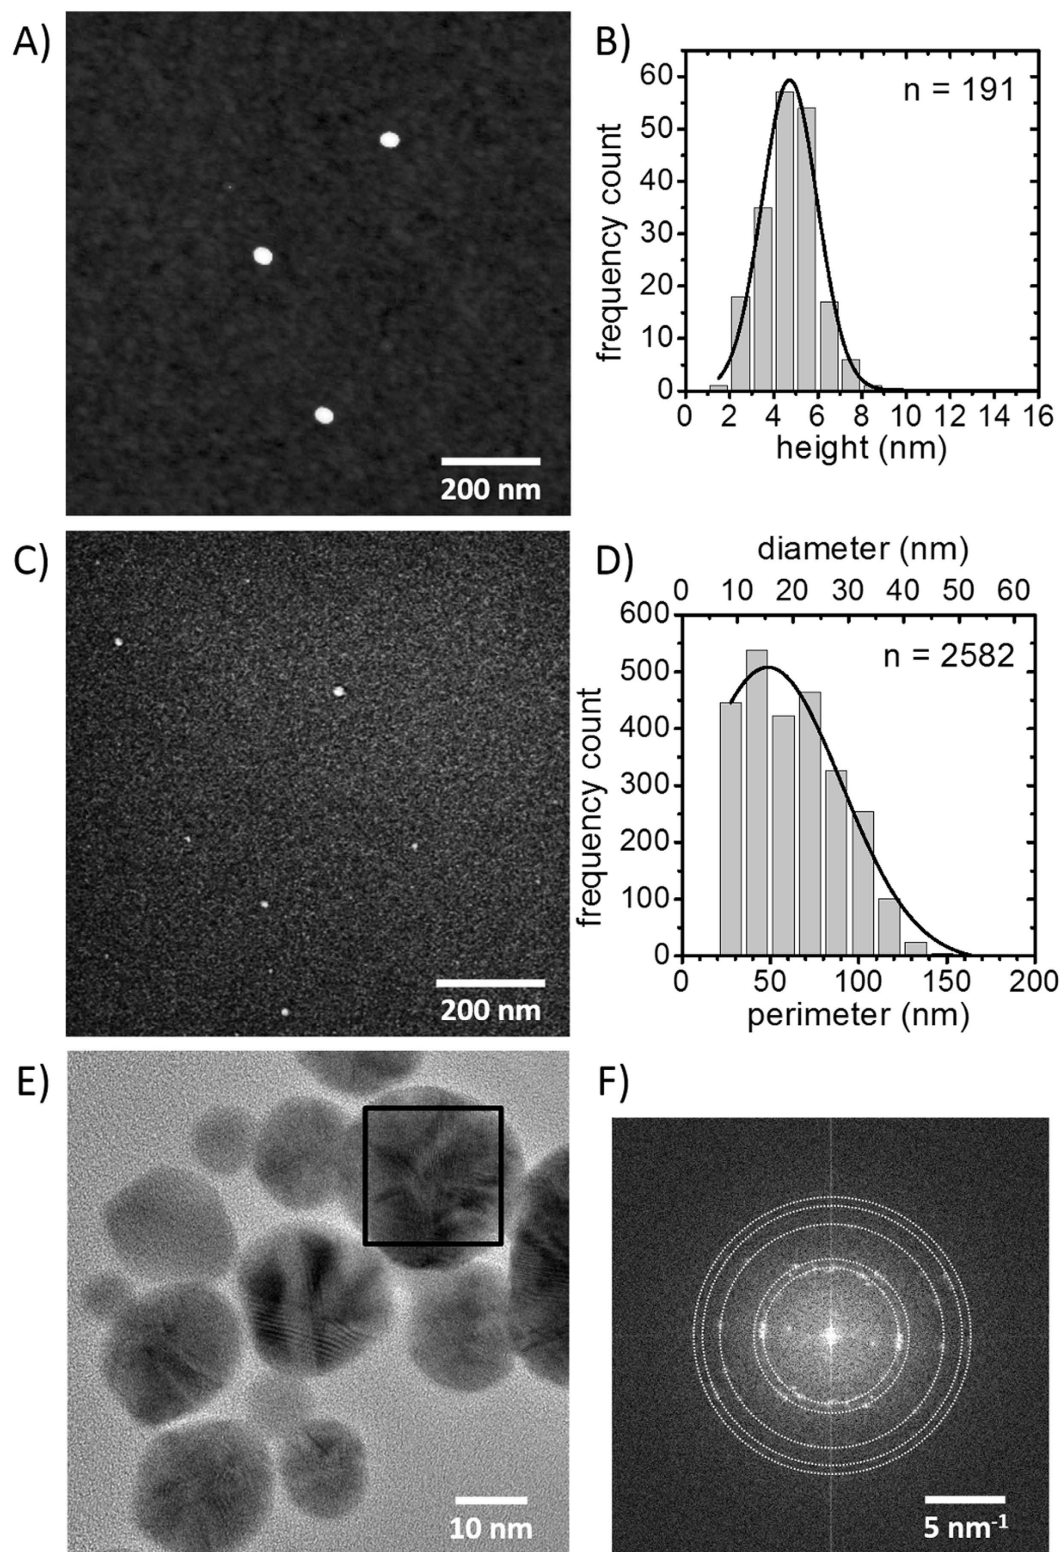 A)
200 nm
B)
n = 191
60
50
40
30
20
10
0
frequency count
0 2 4 6 8 10 12 14 16
height (nm)
C)
200 nm
D)
diameter (nm)
0 10 20 30 40 50 60
n = 2582
600
500
400
300
200
100
0
frequency count
0 50 100 150 200
perimeter (nm)
E)
10 nm
F)
5 nm⁻¹